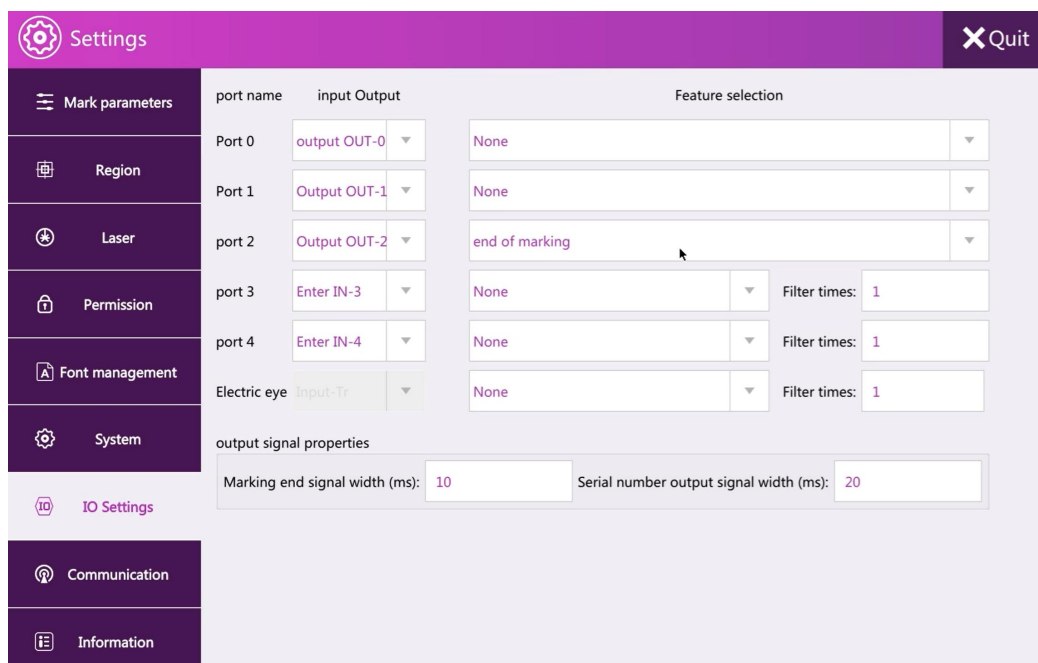 Settings
Quit
Mark parameters
Region
Laser
Permission
Font management
System
IO Settings
Communication
Information
port name input Output Feature selection
Port 0 output OUT-0 None
Port 1 Output OUT-1 None
port 2 Output OUT-2 end of marking
port 3 Enter IN-3 None Filter times: 1
port 4 Enter IN-4 None Filter times: 1
Electric eye Input-Tr None Filter times: 1
output signal properties
Marking end signal width (ms): 10 Serial number output signal width (ms): 20